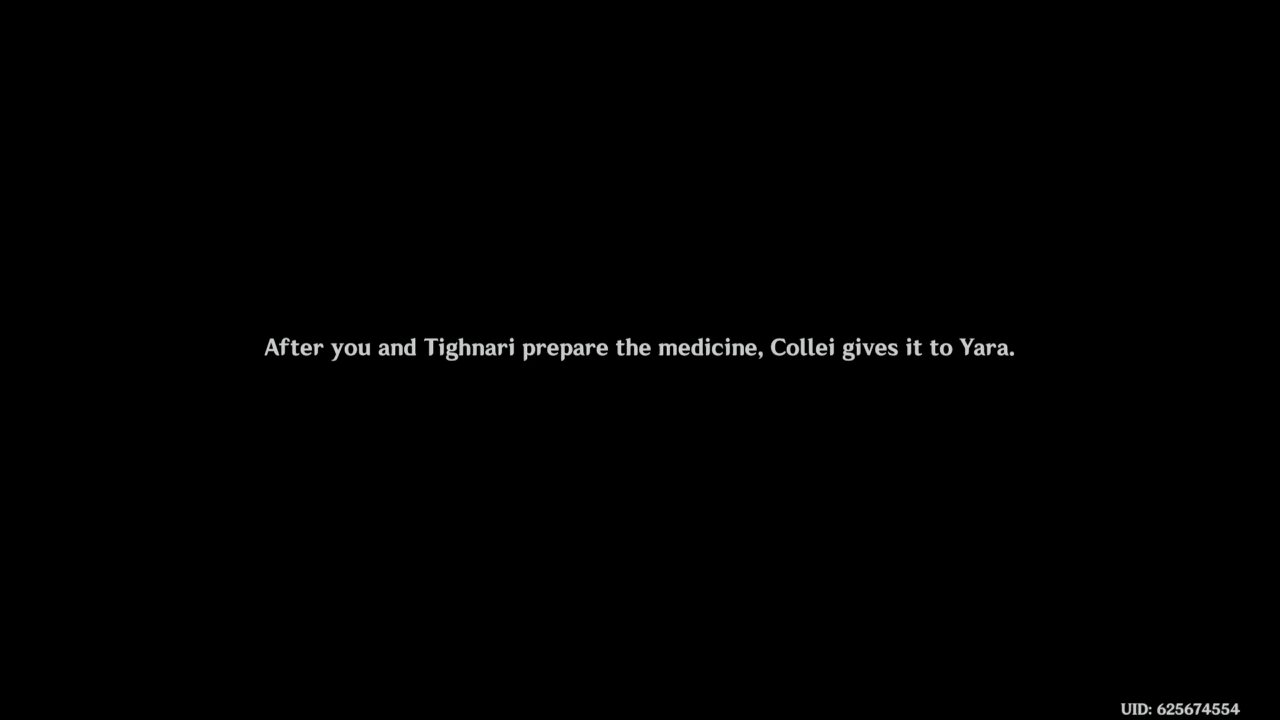 After you and Tighnari prepare the medicine, Collei gives it to Yara.
UID: 625674554